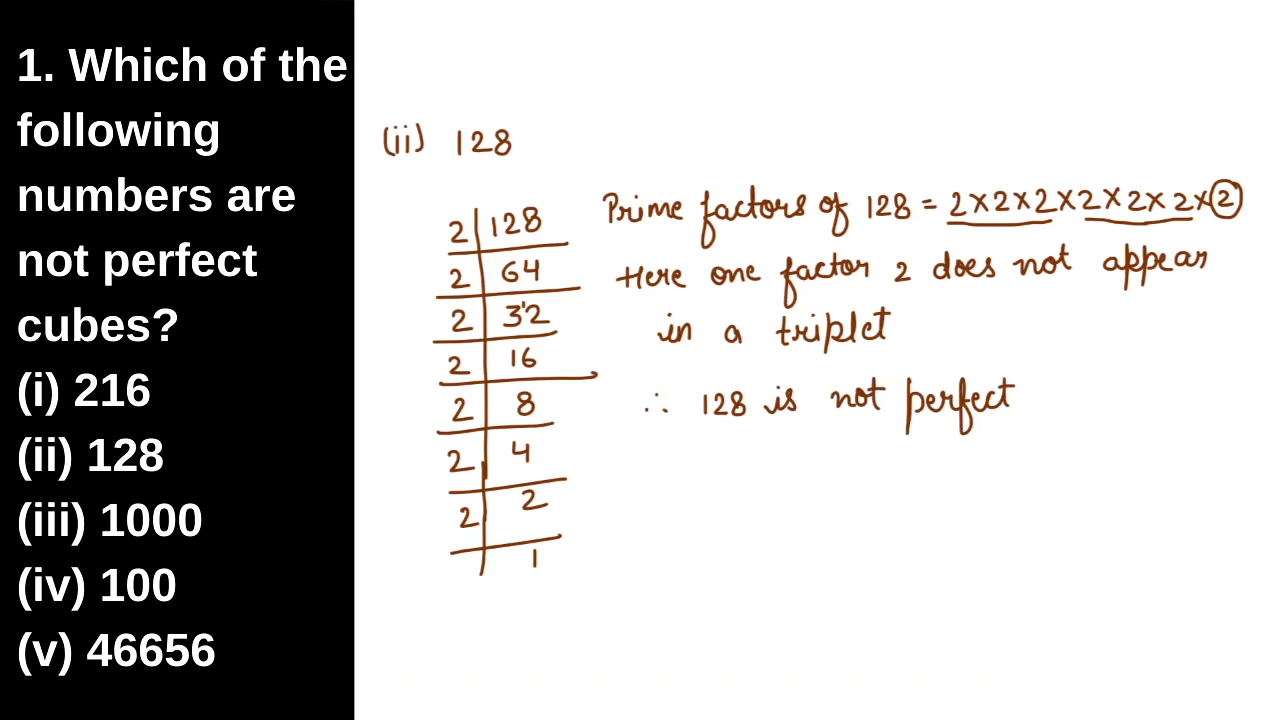 1. Which of the
following
numbers are
not perfect
cubes?
(i) 216
(ii) 128
(iii) 1000
(iv) 100
(v) 46656
(ii) 128
2 | 128
2 | 64
2 | 32
2 | 16
2 | 8
2 | 4
2 | 2
| 1
Prime factors of 128 = 2×2×2×2×2×2×2
Here one factor 2 does not appear
in a triplet
∴ 128 is not perfect